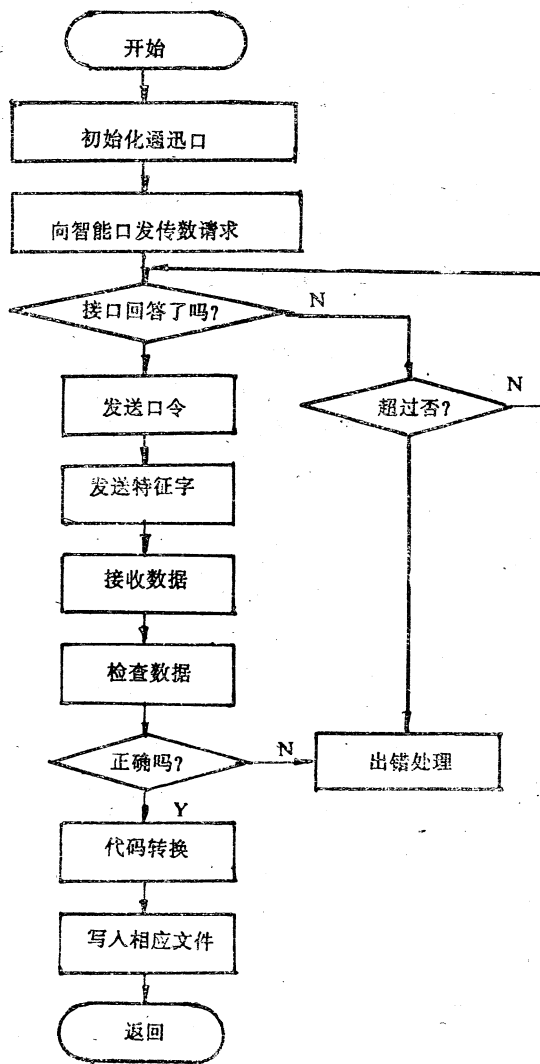 开始
初始化通迅口
向智能口发传数请求
接口回答了吗?
N
发送口令
超过否?
N
发送特征字
接收数据
检查数据
正确吗?
N
出错处理
Y
代码转换
写入相应文件
返回